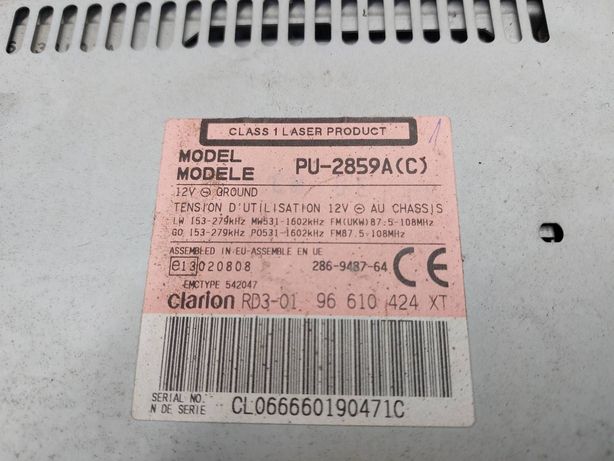 CLASS 1 LASER PRODUCT
1
MODEL
MODELE
PU-2859A(C)
12V ⊖ GROUND
TENSION D'UTILISATION 12V ⊖ AU CHASSIS
LW 153-279kHz MW531-1602kHz FM(UKW)87.5-108MHz
GO 153-279kHz PO531-1602kHz FM87.5-108MHz
ASSEMBLED IN EU-ASSEMBLE EN UE
e13 020808 286-9487-64 CE
EMCTYPE 542047
clarion RD3-01 96 610 424 XT
SERIAL NO.
N DE SERIE
CL066660190471C